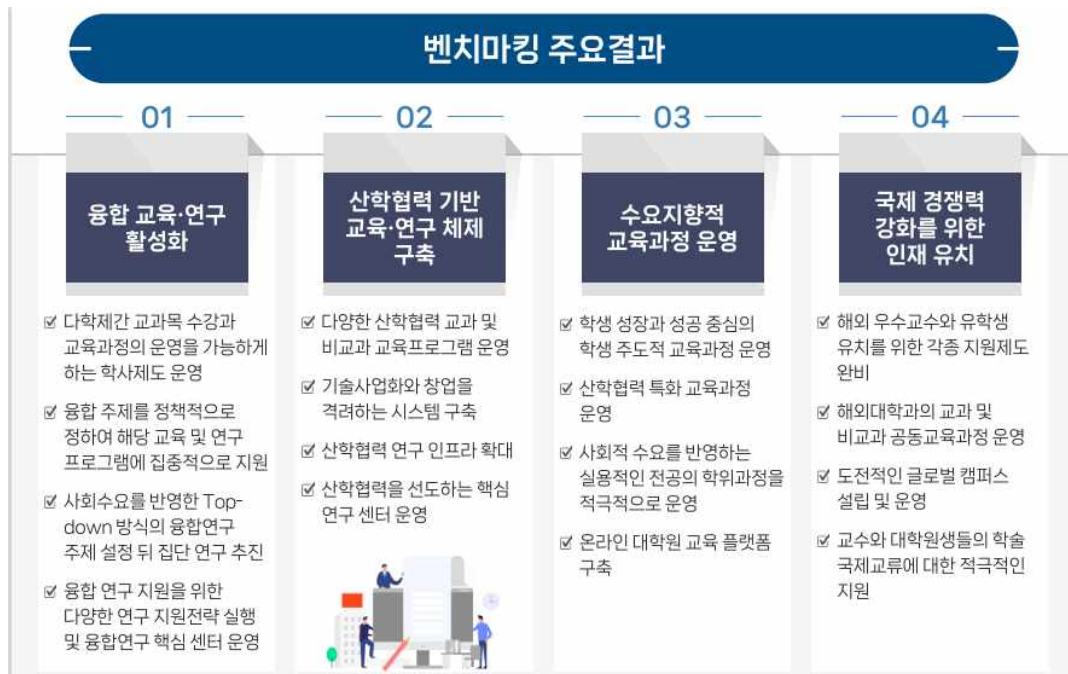 벤치마킹 주요결과
01
융합 교육·연구
활성화
☑ 다학제간 교과목 수강과
교육과정의 운영을 가능하게
하는 학사제도 운영
☑ 융합 주제를 정책적으로
정하여 해당 교육 및 연구
프로그램에 집중적으로 지원
☑ 사회수요를 반영한 Top-
down 방식의 융합연구
주제 설정 뒤 집단 연구 추진
☑ 융합 연구 지원을 위한
다양한 연구 지원전략 실행
및 융합연구 핵심 센터 운영
02
산학협력 기반
교육·연구 체제
구축
☑ 다양한 산학협력 교과 및
비교과 교육프로그램 운영
☑ 기술사업화와 창업을
격려하는 시스템 구축
☑ 산학협력 연구 인프라 확대
☑ 산학협력을 선도하는 핵심
연구 센터 운영
03
수요지향적
교육과정 운영
☑ 학생 성장과 성공 중심의
학생 주도적 교육과정 운영
☑ 산학협력 특화 교육과정
운영
☑ 사회적 수요를 반영하는
실용적인 전공의 학위과정을
적극적으로 운영
☑ 온라인 대학원 교육 플랫폼
구축
04
국제 경쟁력
강화를 위한
인재 유치
☑ 해외 우수교수와 유학생
유치를 위한 각종 지원제도
완비
☑ 해외대학과의 교과 및
비교과 공동교육과정 운영
☑ 도전적인 글로벌 캠퍼스
설립 및 운영
☑ 교수와 대학원생들의 학술
국제교류에 대한 적극적인
지원